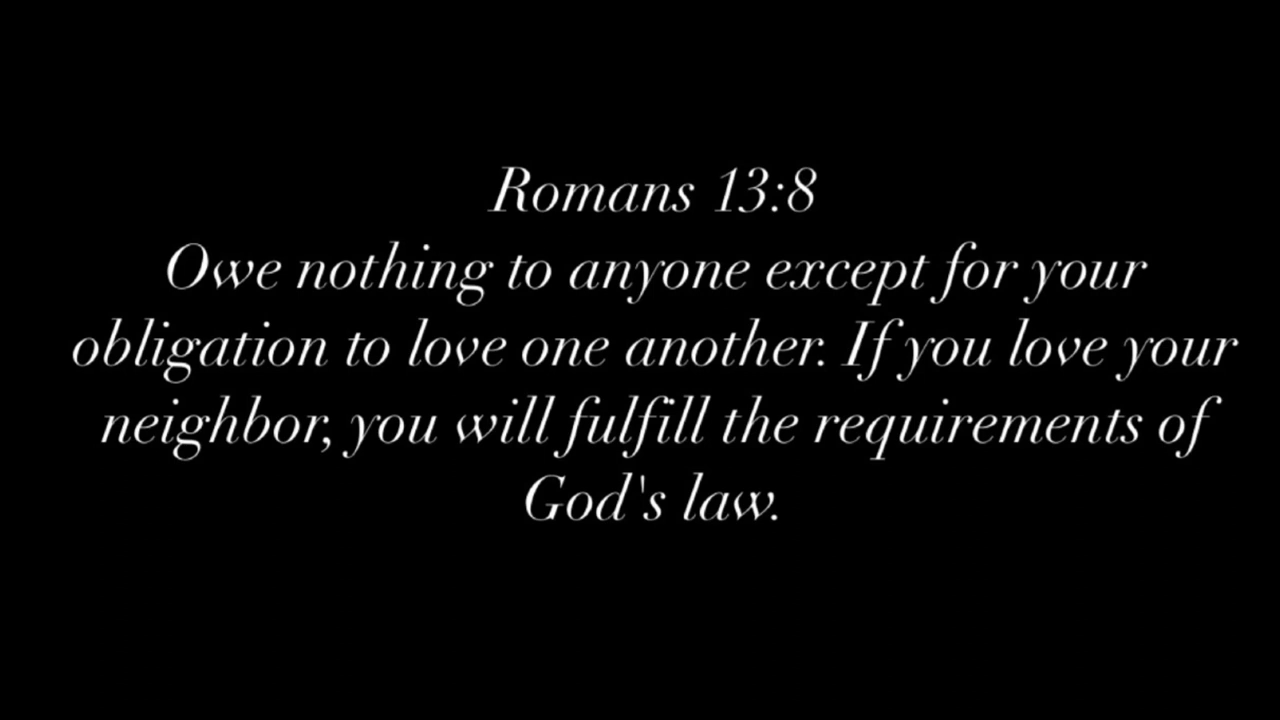 Romans 13:8
Owe nothing to anyone except for your
obligation to love one another. If you love your
neighbor, you will fulfill the requirements of
God's law.